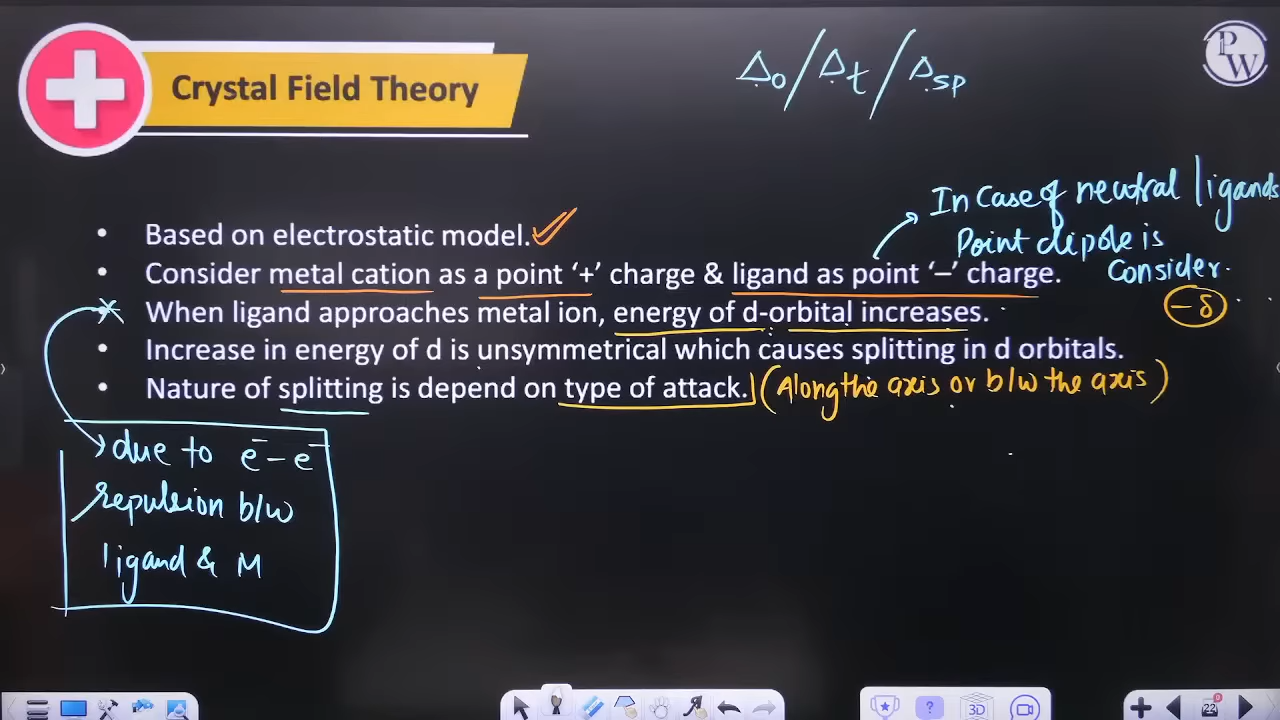 Crystal Field Theory
Δo/Δt/Δsp
PW
In Case of neutral ligands
Point dipole is
Consider.
-δ
• Based on electrostatic model.
• Consider metal cation as a point ‘+’ charge & ligand as point ‘–’ charge.
• When ligand approaches metal ion, energy of d-orbital increases.
• Increase in energy of d is unsymmetrical which causes splitting in d orbitals.
• Nature of splitting is depend on type of attack. (Along the axis or b/w the axis)
due to e⁻-e⁻
repulsion b/w
ligand & M
3D
22